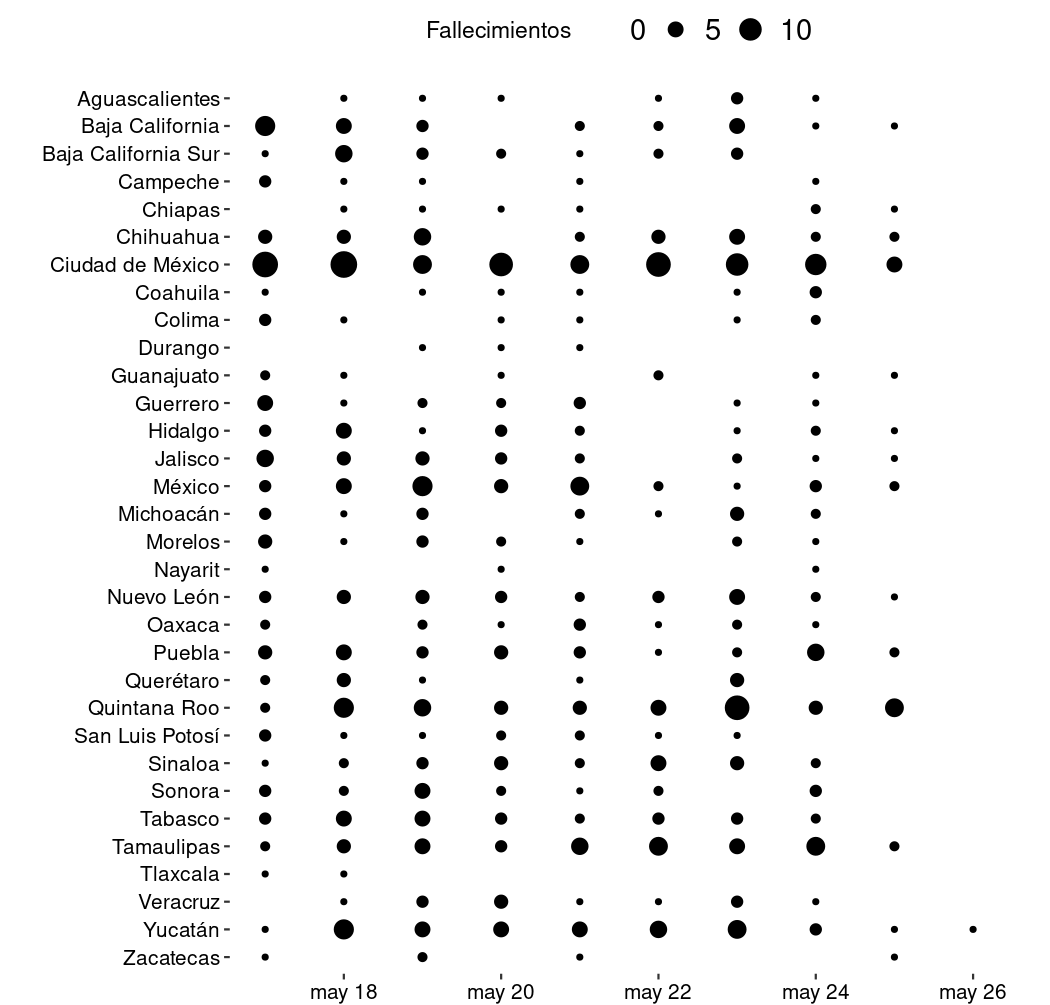 Fallecimientos 0 5 10
Aguascalientes
Baja California
Baja California Sur
Campeche
Chiapas
Chihuahua
Ciudad de México
Coahuila
Colima
Durango
Guanajuato
Guerrero
Hidalgo
Jalisco
México
Michoacán
Morelos
Nayarit
Nuevo León
Oaxaca
Puebla
Querétaro
Quintana Roo
San Luis Potosí
Sinaloa
Sonora
Tabasco
Tamaulipas
Tlaxcala
Veracruz
Yucatán
Zacatecas
may 18 may 20 may 22 may 24 may 26